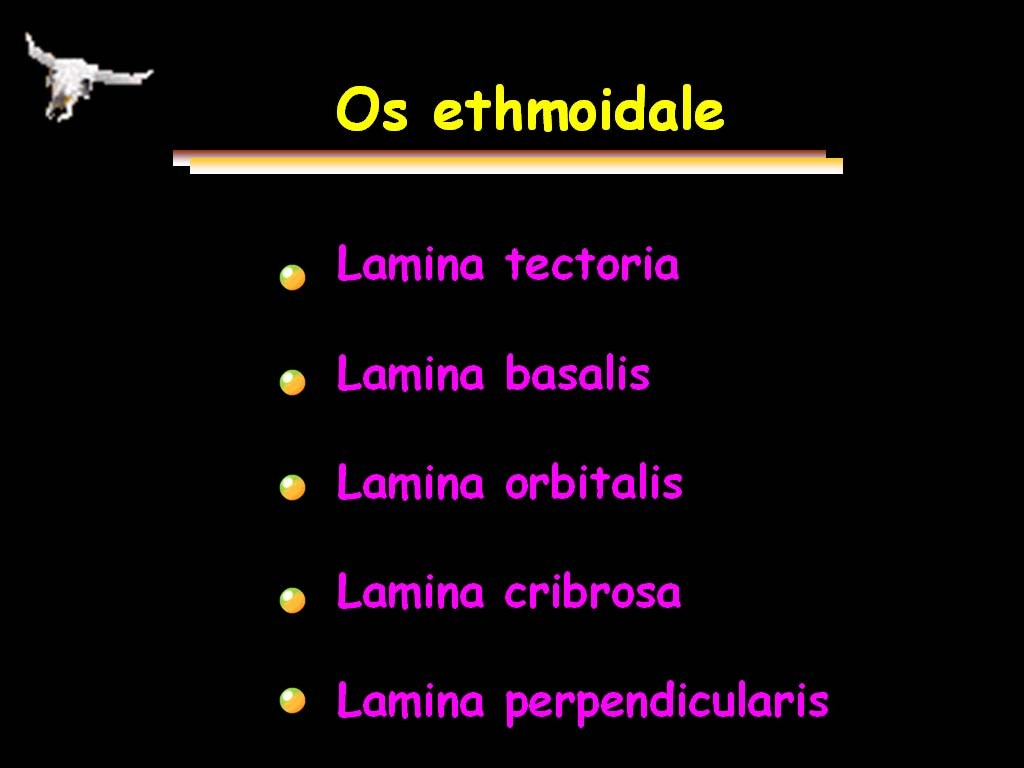 Os ethmoidale
Lamina tectoria
Lamina basalis
Lamina orbitalis
Lamina cribrosa
Lamina perpendicularis